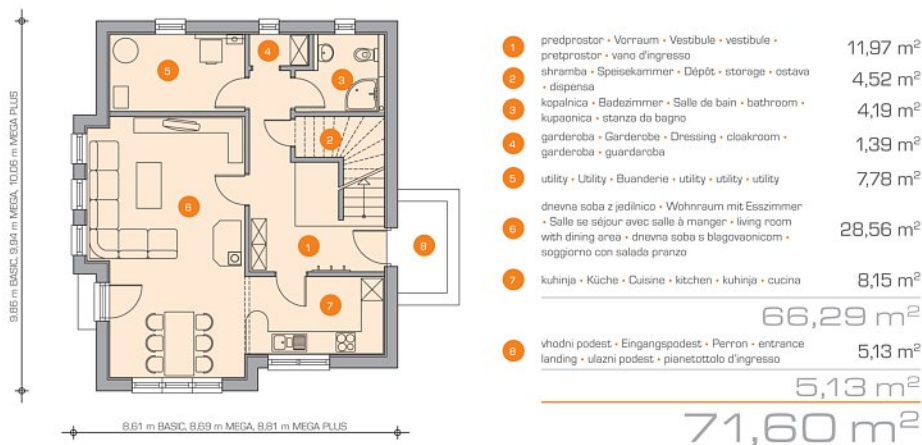 9.86 m BASIC, 9.94 m MEGA, 10.06 m MEGA PLUS
5
4
3
2
6
1
8
7
8,61 m BASIC, 8,69 m MEGA, 8,81 m MEGA PLUS
1 predprostor • Vorraum • Vestibule • vestibule •
pretprostor • vano d'ingresso 11,97 m²
2 shramba • Speisekammer • Dépôt • storage • ostava
• dispensa 4,52 m²
3 kopalnica • Badezimmer • Salle de bain • bathroom •
kupaonica • stanza da bagno 4,19 m²
4 garderoba • Garderobe • Dressing • cloakroom •
garderoba • guardaroba 1,39 m²
5 utility • Utility • Buanderie • utility, utility, utility 7,78 m²
6 dnevna soba z jedilnico • Wohnraum mit Esszimmer
• Salle se séjour avec salle à manger • living room
with dining area • dnevna soba s blagovaonicom •
soggiorno con salada pranzo 28,56 m²
7 kuhinja • Küche • Cuisine • kitchen • kuhinja • cucina 8,15 m²
66,29 m²
8 vhodni podest • Eingangspodest • Perron • entrance
landing • ulazni podest • pianetottolo d'ingresso 5,13 m²
5,13 m²
71,60 m²